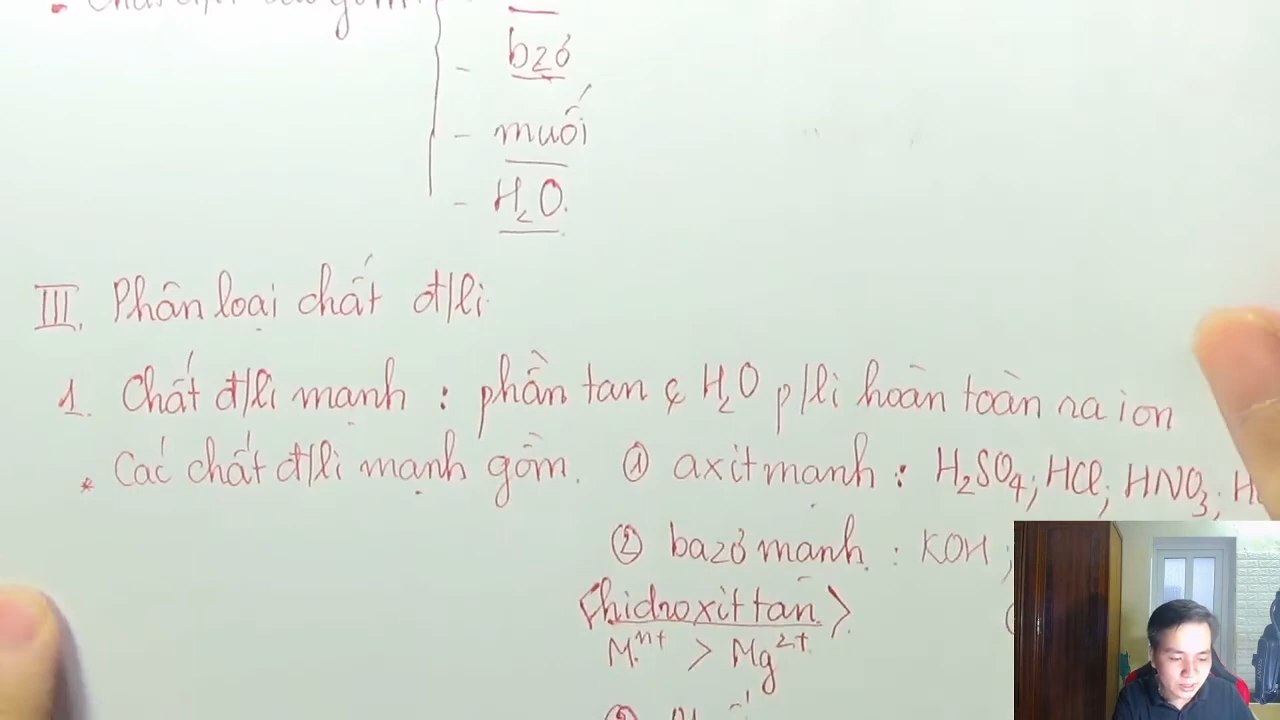 - bzơ
- muối
- H₂O.
III. Phân loại chất đ/li
1. Chất đ/li mạnh : phần tan ç H₂O p/li hoàn toàn ra ion
* Các chất đ/li mạnh gồm. ① axit mạnh : H₂SO₄; HCl; HNO₃;
② bazơ mạnh : KOH;
<hidroxit tan>
Mⁿ⁺ > Mg²⁺
③